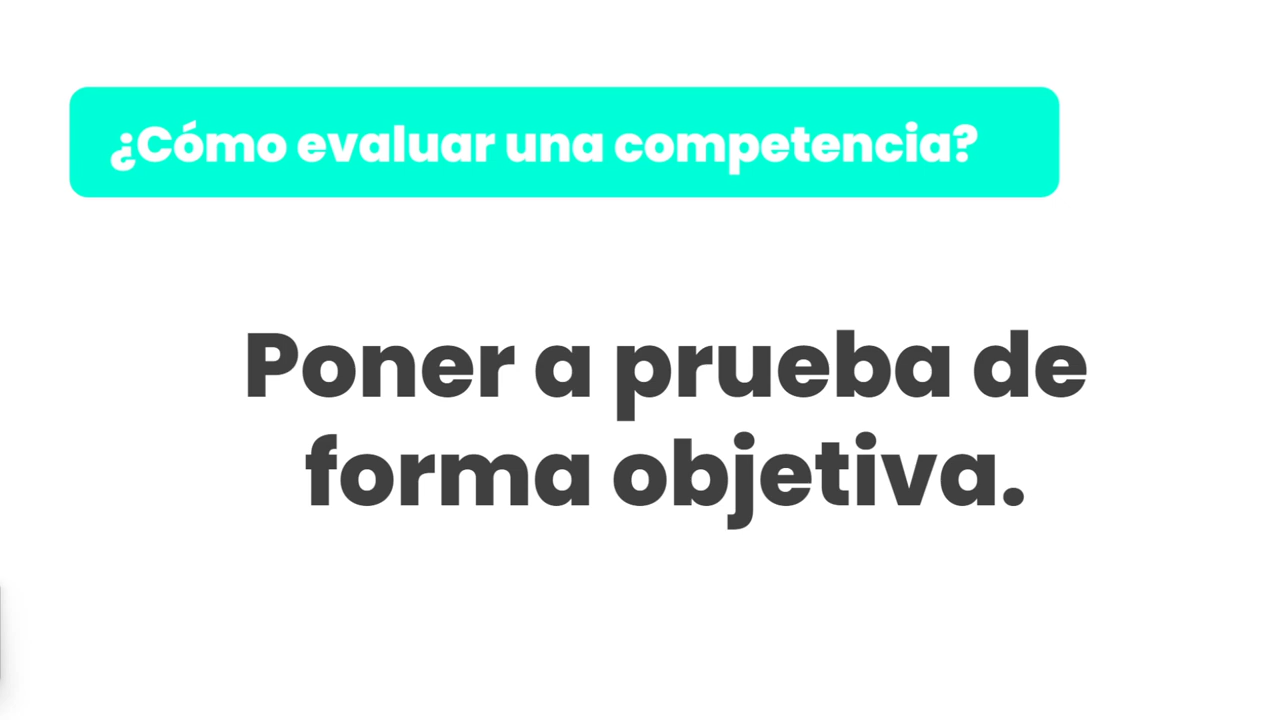 ¿Cómo evaluar una competencia?
Poner a prueba de
forma objetiva.